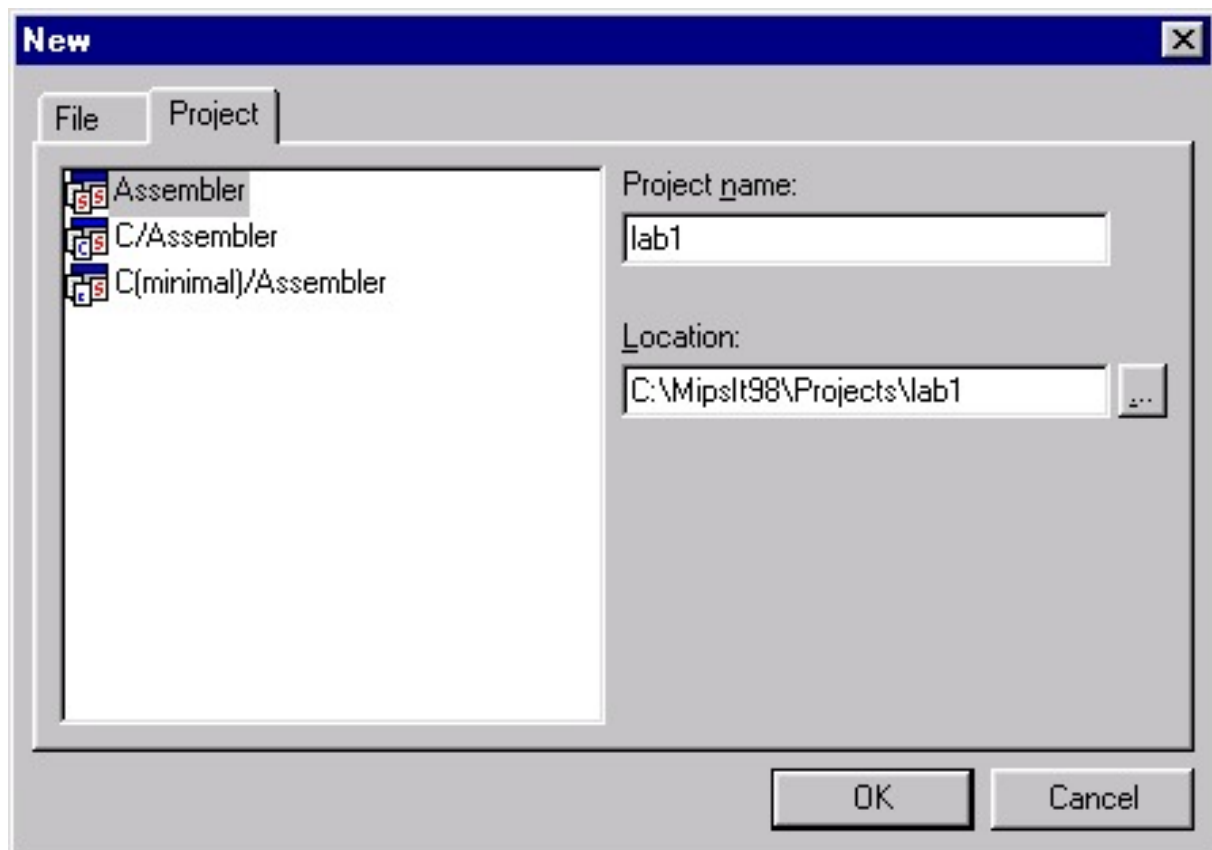 New
File
Project
Assembler
C/Assembler
C(minimal)/Assembler
Project name:
lab1
Location:
C:\MipsIt98\Projects\lab1
...
OK
Cancel